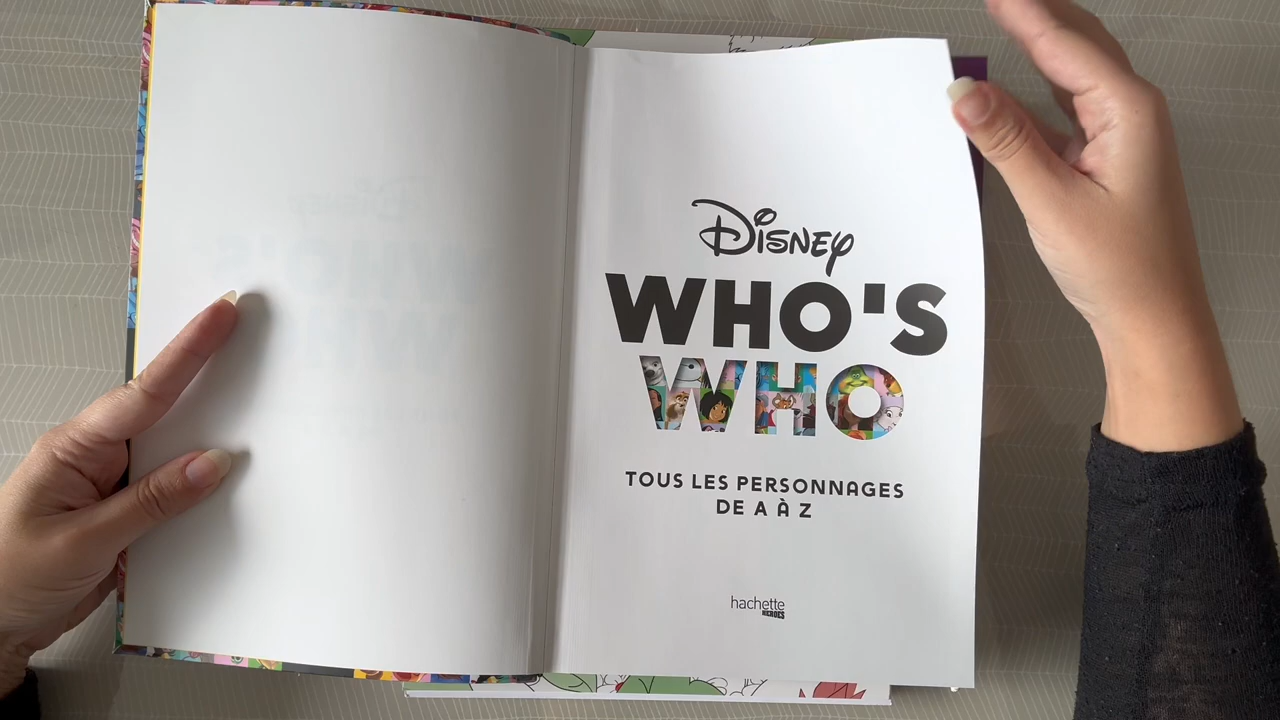 Disney
WHO'S
WHO
TOUS LES PERSONNAGES
DE A À Z
hachette
HEROES